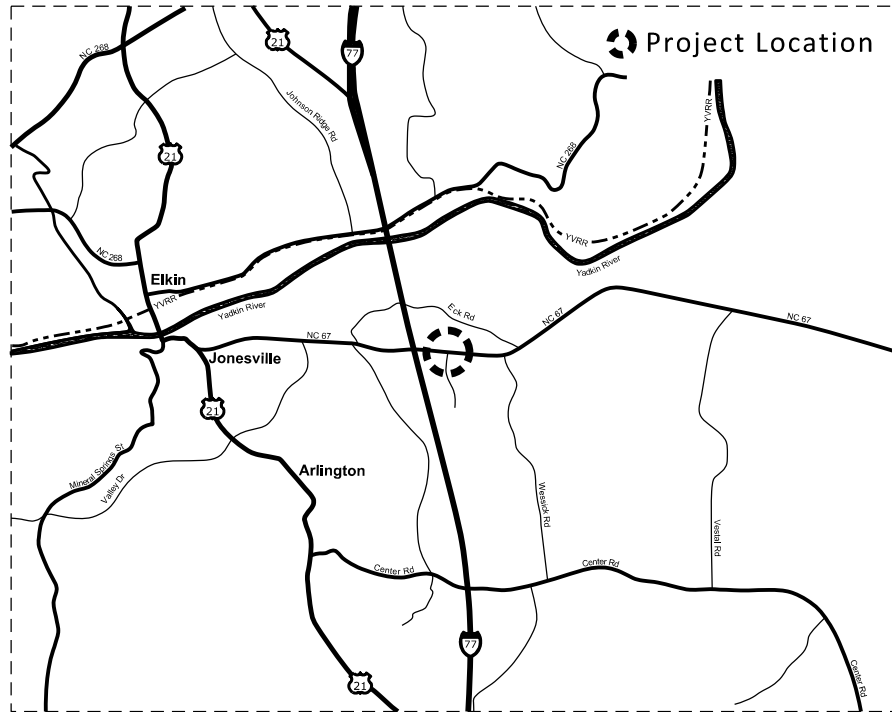 NC 268
21
21
77
Project Location
Johnson Ridge Rd
YVRR
21
NC 268
NC 268
YVRR
Elkin
YVRR
Yadkin River
Yadkin River
Eck Rd
NC 67
NC 67
NC 67
Jonesville
21
Arlington
Mineral Springs St
Valley Dr
Wessick Rd
Vestal Rd
Center Rd
Center Rd
77
21
Center Rd